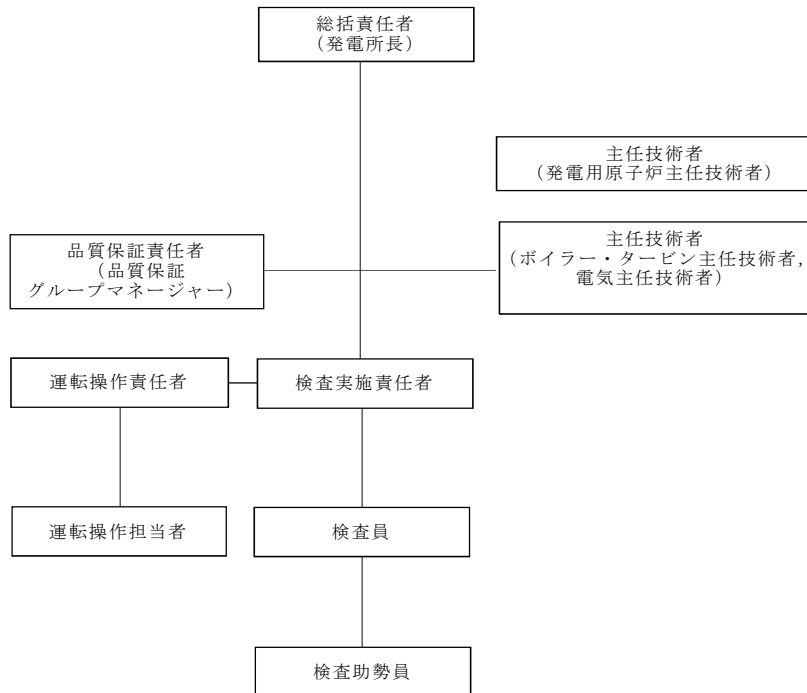 総括責任者
(発電所長)
主任技術者
(発電用原子炉主任技術者)
品質保証責任者
(品質保証
グループマネージャー)
主任技術者
(ボイラー・タービン主任技術者,
電気主任技術者)
運転操作責任者
検査実施責任者
運転操作担当者
検査員
検査助勢員